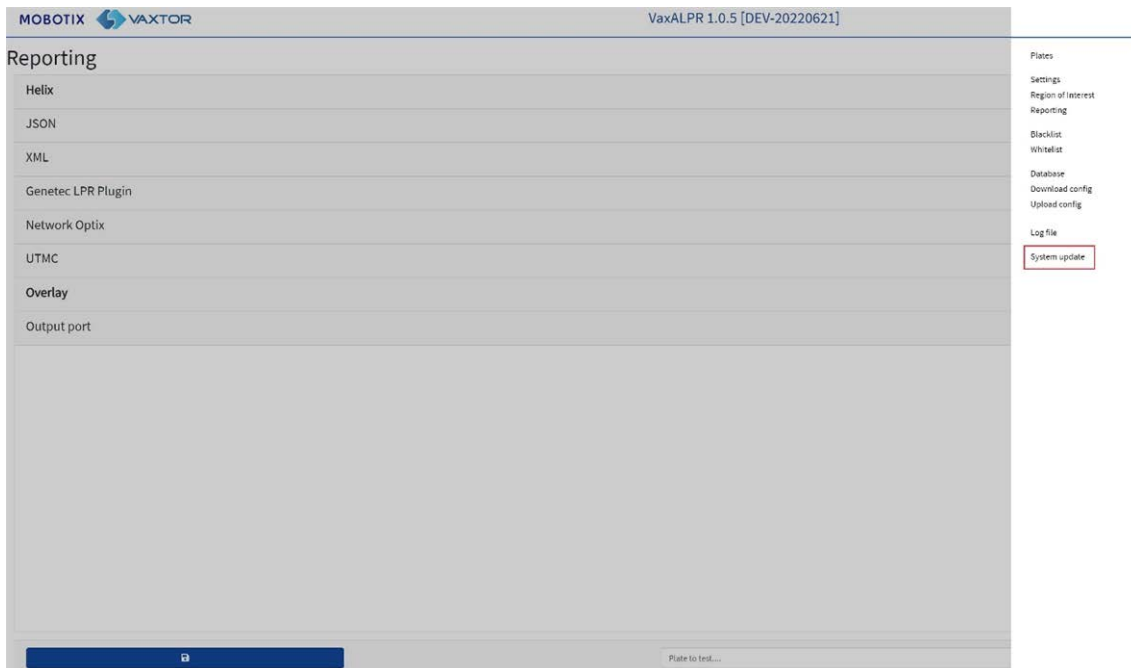 MOBOTIX VAXTOR
VaxALPR 1.0.5 [DEV-20220621]
Reporting
Helix
JSON
XML
Genetec LPR Plugin
Network Optix
UTMC
Overlay
Output port
Plate to test....
Plates
Settings
Region of Interest
Reporting
Blacklist
Whitelist
Database
Download config
Upload config
Log file
System update